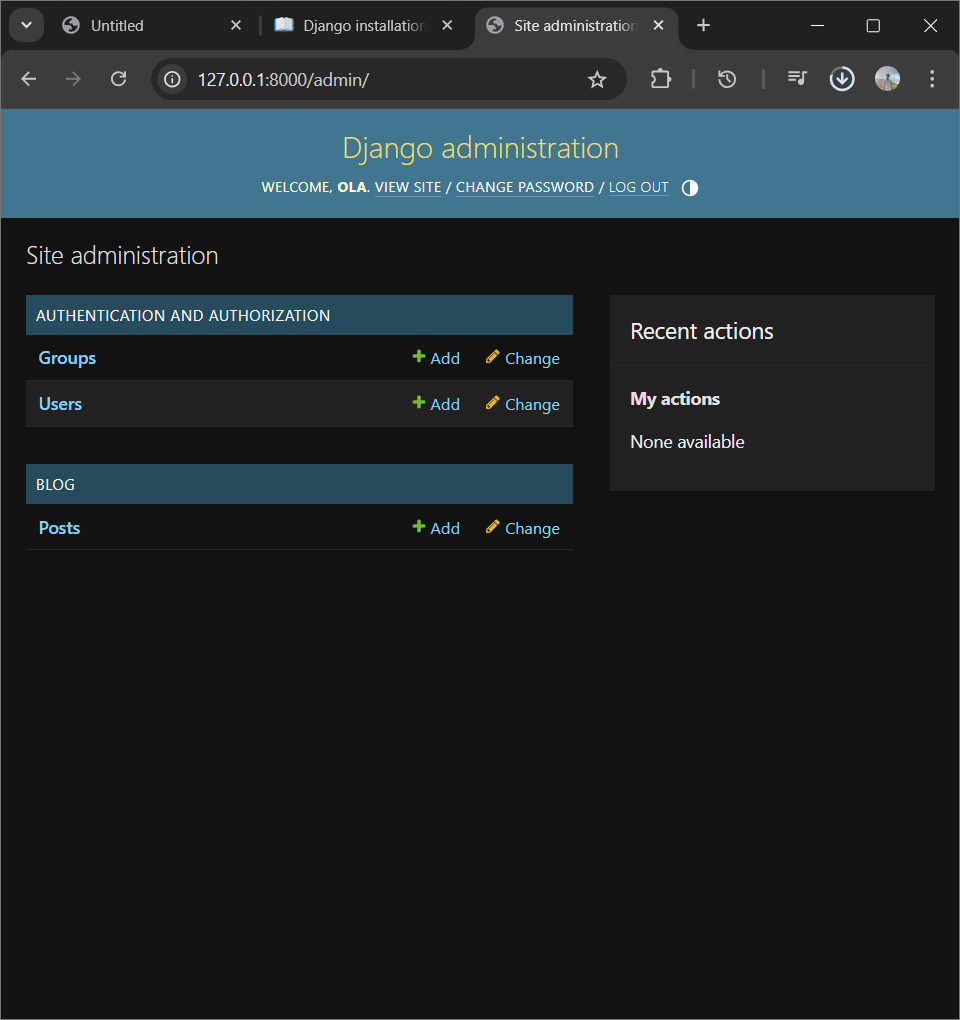 Untitled
Django installation
Site administration
127.0.0.1:8000/admin/
Django administration
WELCOME, OLA. VIEW SITE / CHANGE PASSWORD / LOG OUT
Site administration
AUTHENTICATION AND AUTHORIZATION
Groups Add Change
Users Add Change
BLOG
Posts Add Change
Recent actions
My actions
None available